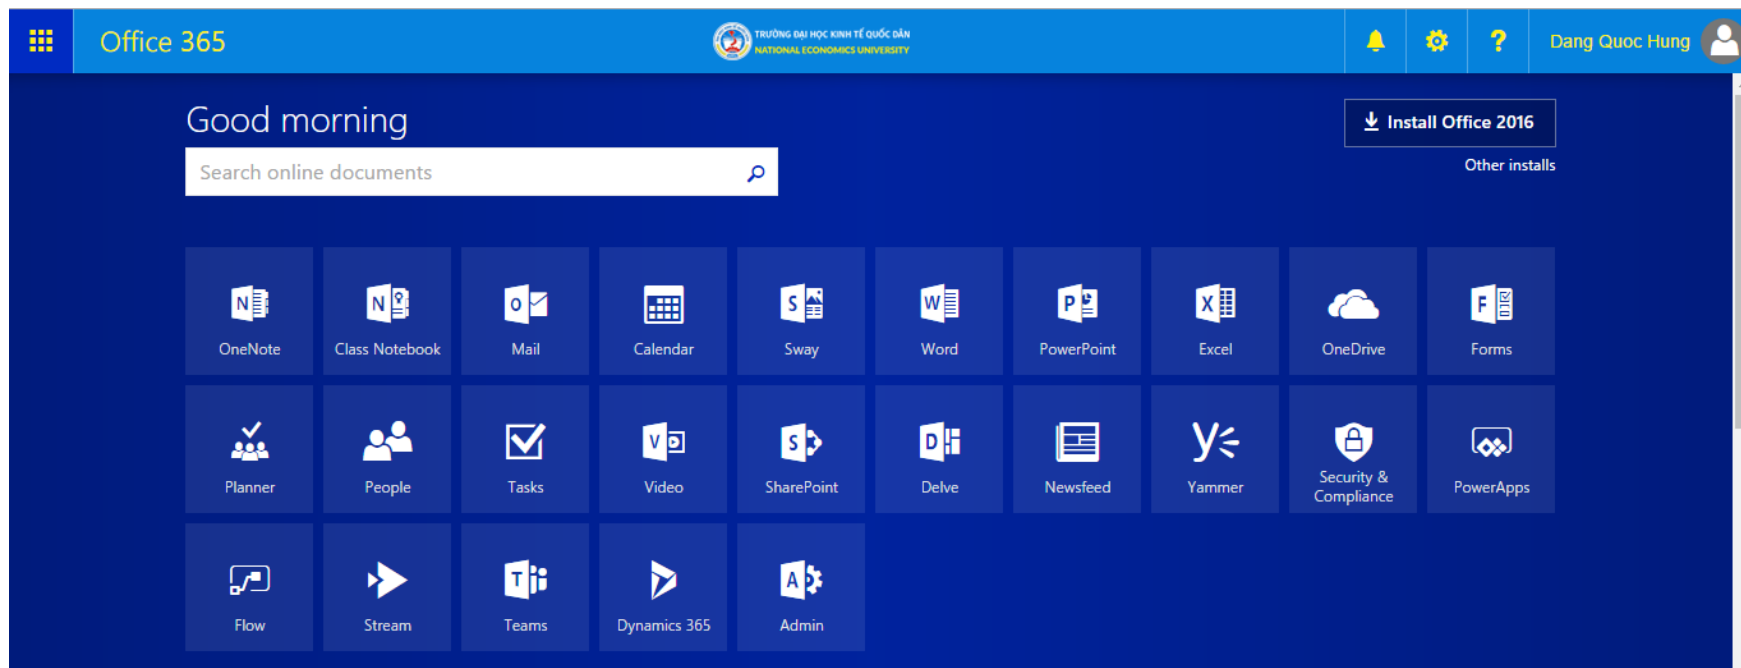 Office 365
TRƯỜNG ĐẠI HỌC KINH TẾ QUỐC DÂN
NATIONAL ECONOMICS UNIVERSITY
?
Dang Quoc Hung
Good morning
Install Office 2016
Search online documents
Other installs
OneNote
Class Notebook
Mail
Calendar
Sway
Word
PowerPoint
Excel
OneDrive
Forms
Planner
People
Tasks
Video
SharePoint
Delve
Newsfeed
Yammer
Security &
Compliance
PowerApps
Flow
Stream
Teams
Dynamics 365
Admin